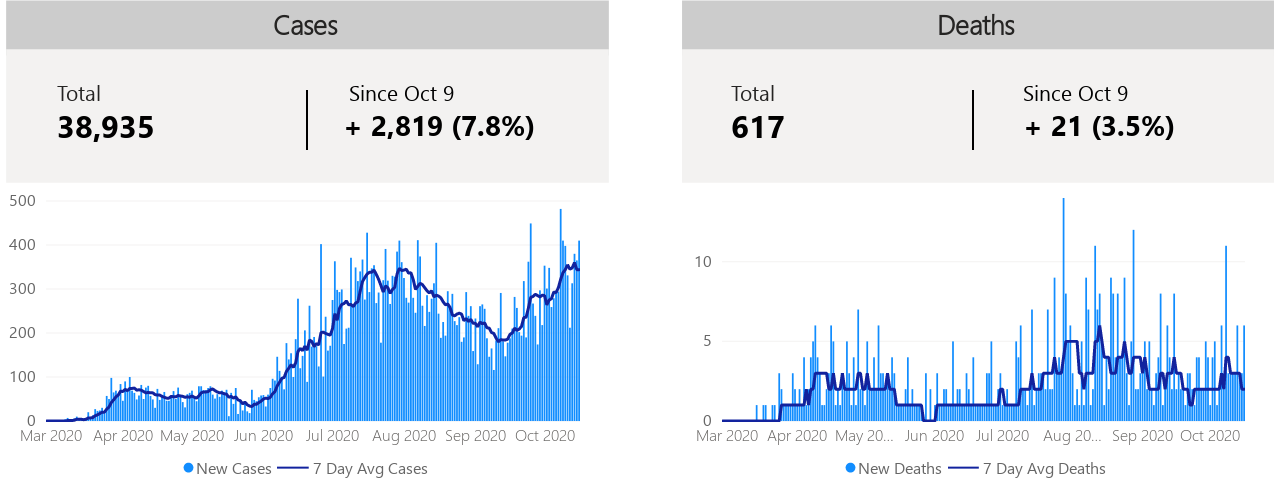 Cases
Total
38,935
Since Oct 9
+ 2,819 (7.8%)
500
400
300
200
100
0
Mar 2020 Apr 2020 May 2020 Jun 2020 Jul 2020 Aug 2020 Sep 2020 Oct 2020
New Cases 7 Day Avg Cases
Deaths
Total
617
Since Oct 9
+ 21 (3.5%)
10
5
0
Mar 2020 Apr 2020 May 20... Jun 2020 Jul 2020 Aug 20... Sep 2020 Oct 2020
New Deaths 7 Day Avg Deaths